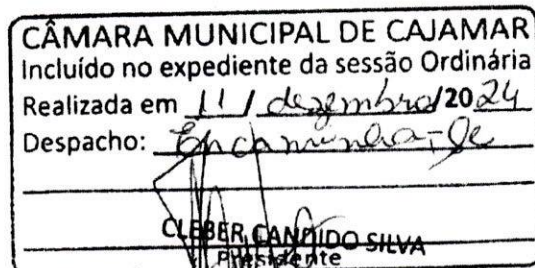 CÂMARA MUNICIPAL DE CAJAMAR
Incluído no expediente da sessão Ordinária
Realizada em 11 / dezembro/2024
Despacho: Encaminha-se
CLEBER CANDIDO SILVA
Presidente